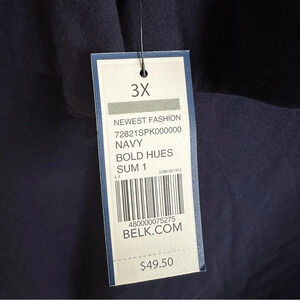 3X
NEWEST FASHION
72821SPK000000
NAVY
BOLD HUES
SUM 1
480000075275
BELK.COM
$49.50